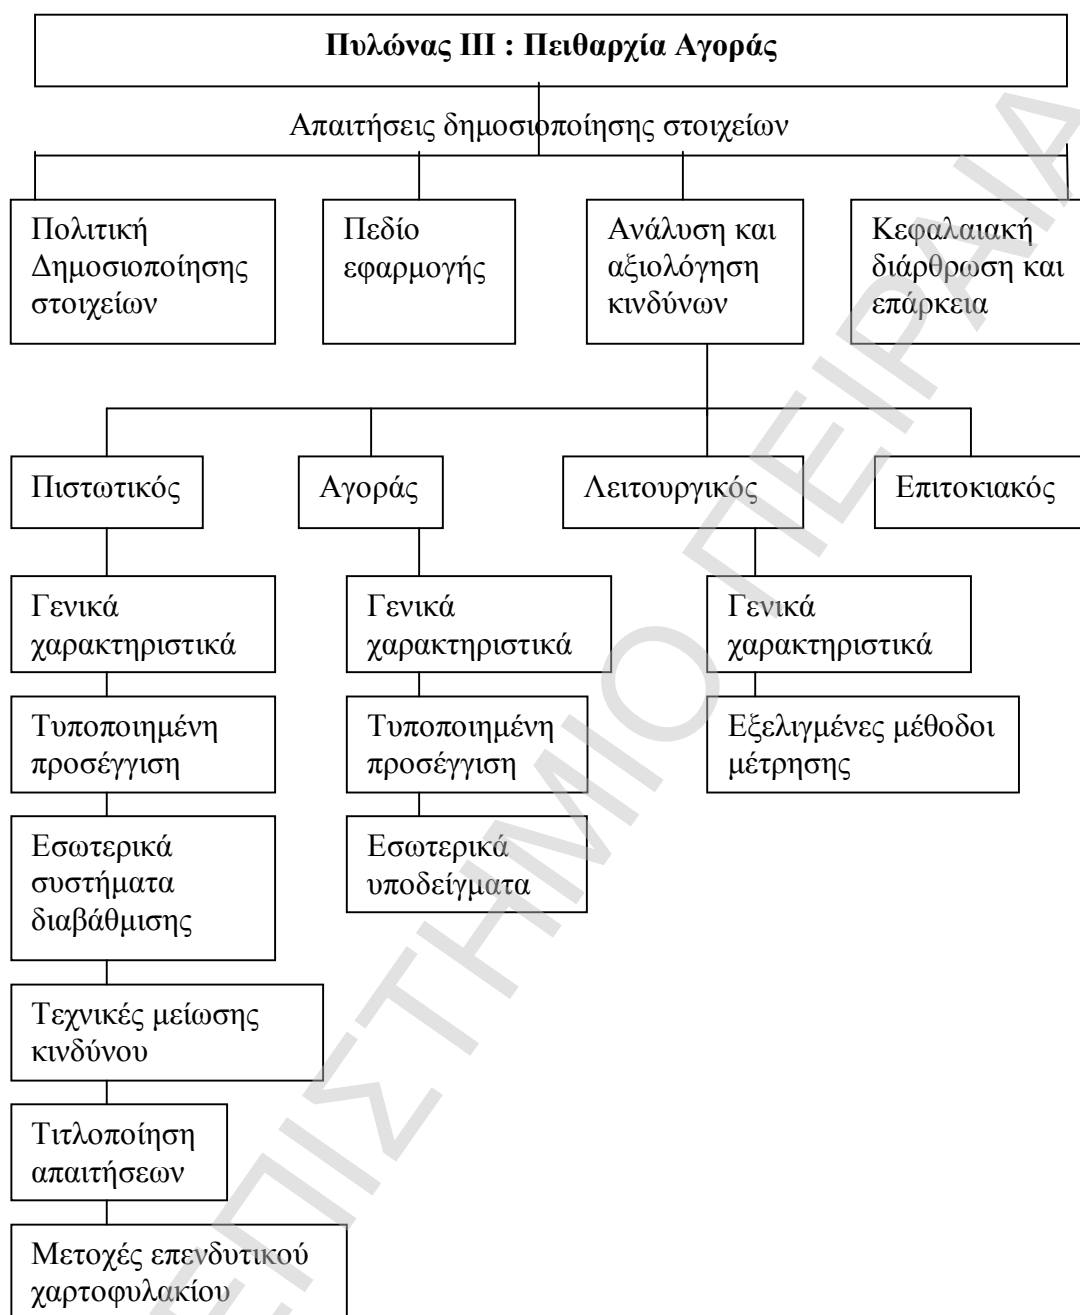 Πυλώνας ΙΙΙ : Πειθαρχία Αγοράς
Απαιτήσεις δημοσιοποίησης στοιχείων
Πολιτική
Δημοσιοποίησης
στοιχείων
Πεδίο
εφαρμογής
Ανάλυση και
αξιολόγηση
κινδύνων
Κεφαλαιακή
διάρθρωση και
επάρκεια
Πιστωτικός
Αγοράς
Λειτουργικός
Επιτοκιακός
Γενικά
χαρακτηριστικά
Τυποποιημένη
προσέγγιση
Εσωτερικά
συστήματα
διαβάθμισης
Τεχνικές μείωσης
κινδύνου
Τιτλοποίηση
απαιτήσεων
Μετοχές επενδυτικού
χαρτοφυλακίου
Γενικά
χαρακτηριστικά
Τυποποιημένη
προσέγγιση
Εσωτερικά
υποδείγματα
Γενικά
χαρακτηριστικά
Εξελιγμένες μέθοδοι
μέτρησης
ΕΠΙΣΤΗΜΙΟ ΠΕΙΡΑΙΑ